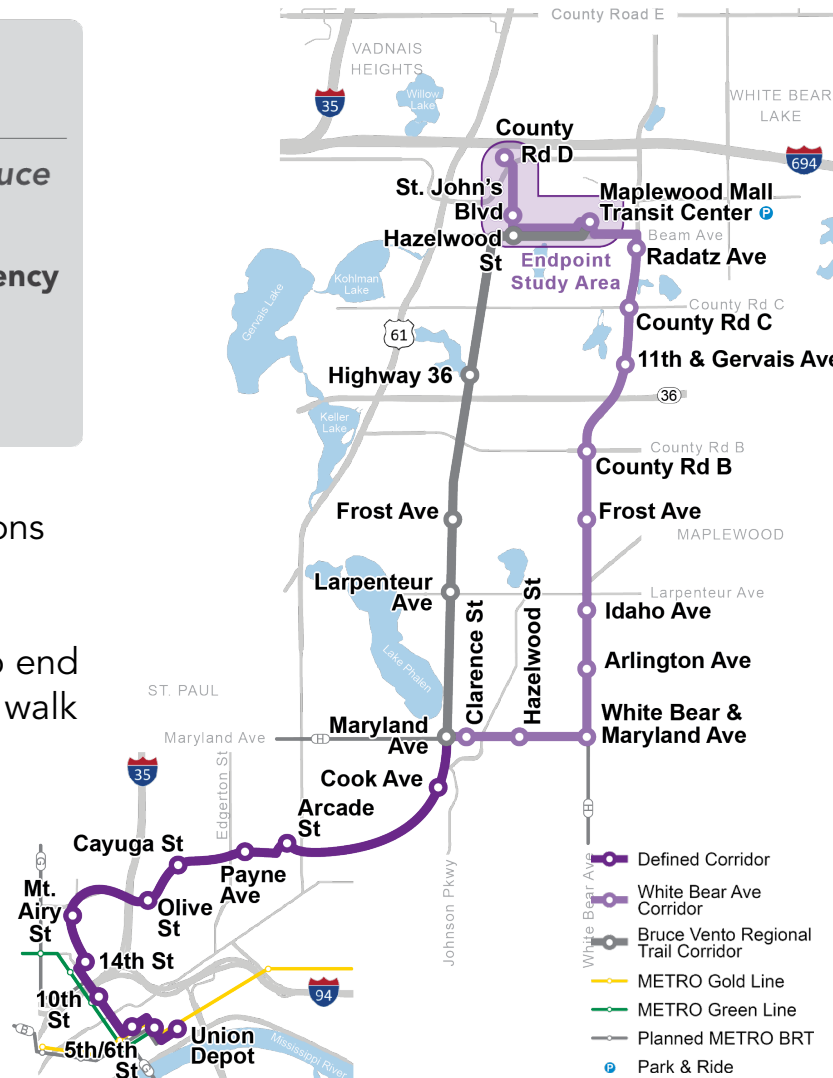 County Road E
VADNAIS
HEIGHTS
35
Willow
Lake
WHITE BEAR
LAKE
694
uce
ency
ons
o end
walk
County
Rd D
St. John's
Blvd
Maplewood Mall
Transit Center P
Hazelwood
St
Beam Ave
Radatz Ave
Endpoint
Study Area
Kohlman
Lake
Gervais Lake
County Rd C
County Rd C
61
11th & Gervais Ave
Highway 36
36
Keller
Lake
County Rd B
County Rd B
Frost Ave
Frost Ave
MAPLEWOOD
Larpenteur
Ave
Larpenteur Ave
Clarence St
Hazelwood St
Idaho Ave
Lake Phalen
Arlington Ave
ST. PAUL
White Bear &
Maryland Ave
Maryland Ave
H
Maryland
Ave
35
Edgerton St
Cook Ave
Arcade
St
H
Cayuga St
Payne
Ave
G
Mt.
Airy
St
Olive
St
Johnson Pkwy
White Bear Ave
14th St
10th
St
94
5th/6th
St
Union
Depot
B
G
Mississippi River
Defined Corridor
White Bear Ave
Corridor
Bruce Vento Regional
Trail Corridor
METRO Gold Line
METRO Green Line
Planned METRO BRT
P Park & Ride